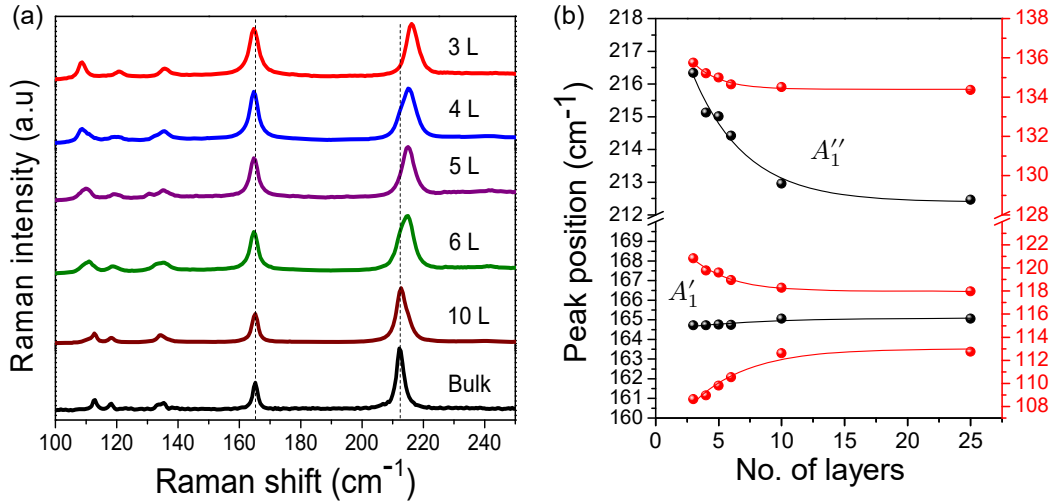 (a)
3 L
4 L
5 L
6 L
10 L
Bulk
Raman intensity (a.u)
100 120 140 160 180 200 220 240
Raman shift (cm⁻¹)
(b)
218
217
216
215
214
213
212
169
168
167
166
165
164
163
162
161
160
Peak position (cm⁻¹)
A₁′′
A₁′
138
136
134
132
130
128
122
120
118
116
114
112
110
108
0 5 10 15 20 25
No. of layers